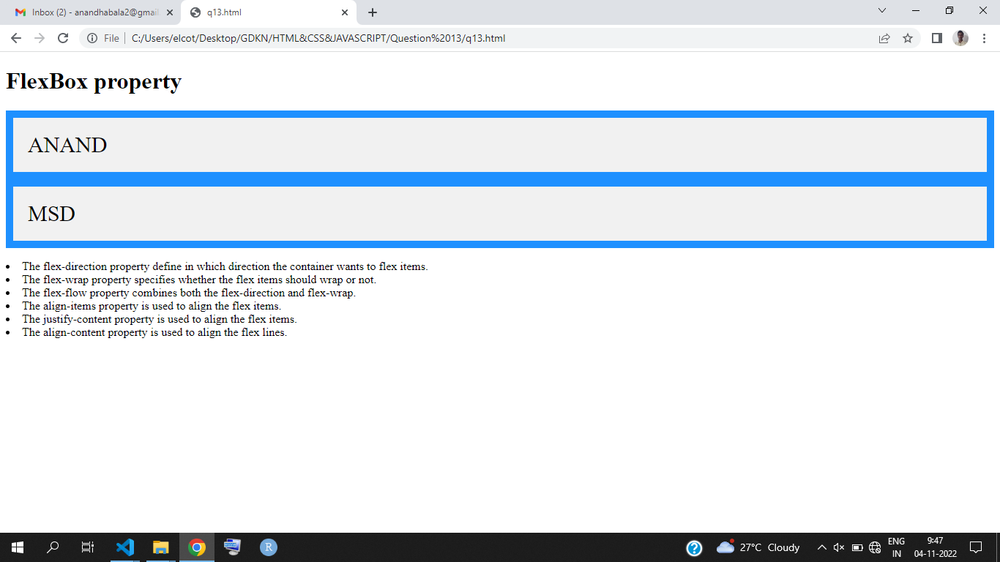 Inbox (2) - anandhabala2@gmail
q13.html
File
C:/Users/elcot/Desktop/GDKN/HTML&CSS&JAVASCRIPT/Question%2013/q13.html
FlexBox property
ANAND
MSD
The flex-direction property define in which direction the container wants to flex items.
The flex-wrap property specifies whether the flex items should wrap or not.
The flex-flow property combines both the flex-direction and flex-wrap.
The align-items property is used to align the flex items.
The justify-content property is used to align the flex items.
The align-content property is used to align the flex lines.
R
?
27°C Cloudy
ENG
IN
9:47
04-11-2022